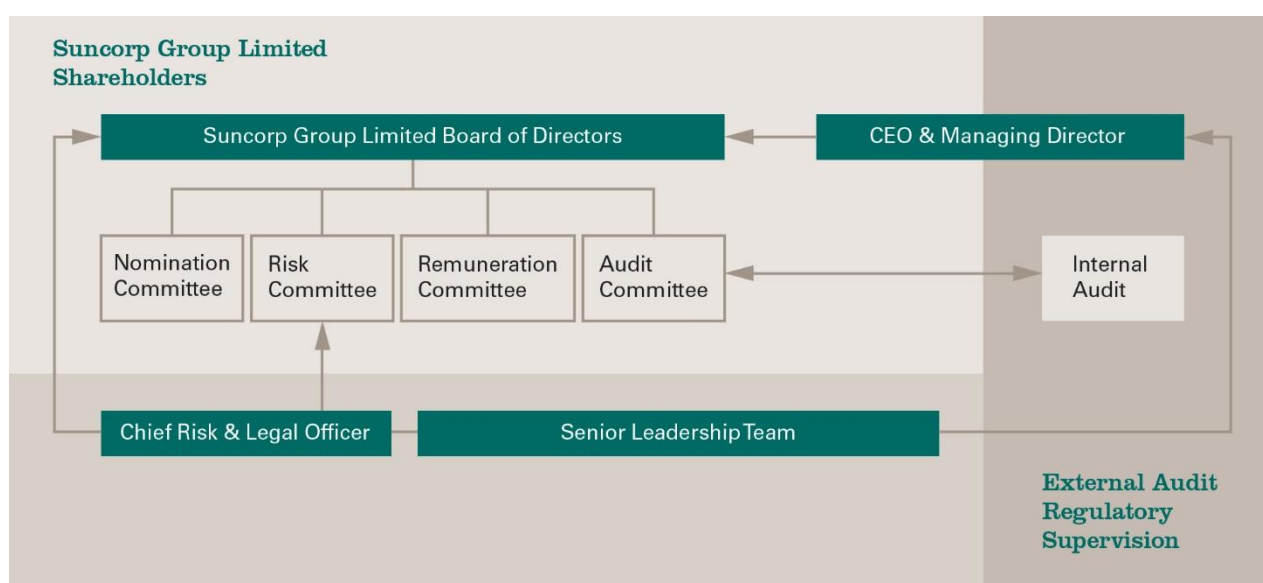 Suncorp Group Limited
Shareholders
Suncorp Group Limited Board of Directors
CEO & Managing Director
Nomination
Committee
Risk
Committee
Remuneration
Committee
Audit
Committee
Internal
Audit
Chief Risk & Legal Officer
Senior Leadership Team
External Audit
Regulatory
Supervision